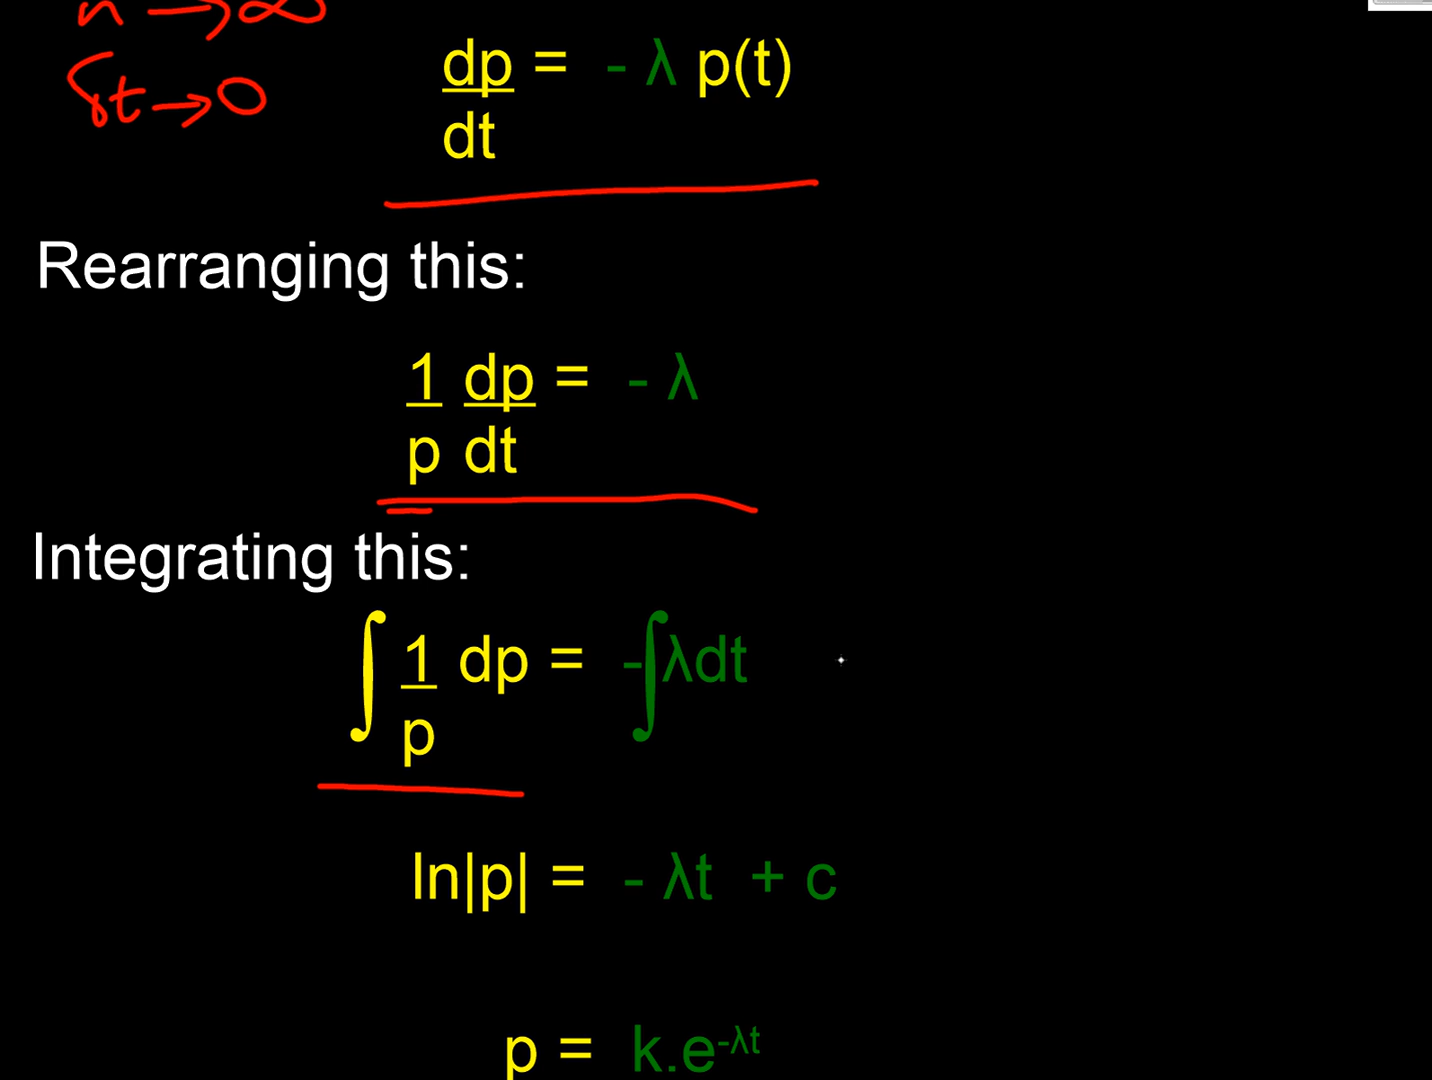 n → ∞
δt → 0
dp = - λ p(t)
dt
Rearranging this:
1 dp = - λ
p dt
Integrating this:
∫ 1 dp = -∫λdt
p
ln|p| = - λt + c
p = k.e^-λt